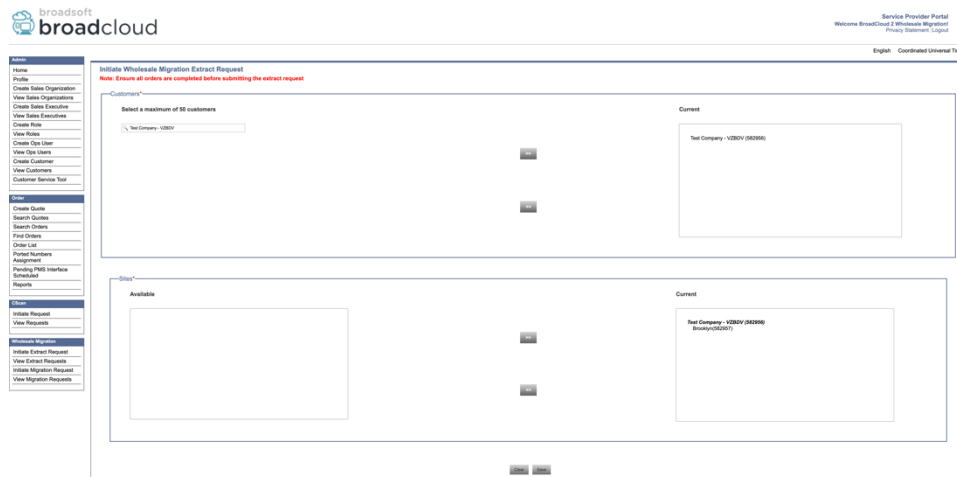 broadsoft
broadcloud
Service Provider Portal
Welcome BroadCloud 2 Wholesale Migration!
Privacy Statement Logout
English Coordinated Universal Ti
Admin
Home
Profile
Create Sales Organization
View Sales Organizations
Create Sales Executive
View Sales Executives
Create Role
View Roles
Create Ops User
View Ops Users
Create Customer
View Customers
Customer Service Tool
Order
Create Quote
Search Quotes
Search Orders
Find Orders
Order List
Ported Numbers
Assignment
Pending PMS Interface
Scheduled
Reports
CScan
Initiate Request
View Requests
Wholesale Migration
Initiate Extract Request
View Extract Requests
Initiate Migration Request
View Migration Requests
Initiate Wholesale Migration Extract Request
Note: Ensure all orders are completed before submitting the extract request
Customers*
Select a maximum of 50 customers
Test Company - VZBDV
>>
<<
Current
Test Company - VZBDV (582956)
Sites*
Available
>>
<<
Current
Test Company - VZBDV (582956)
Brooklyn(582957)
Clear Save